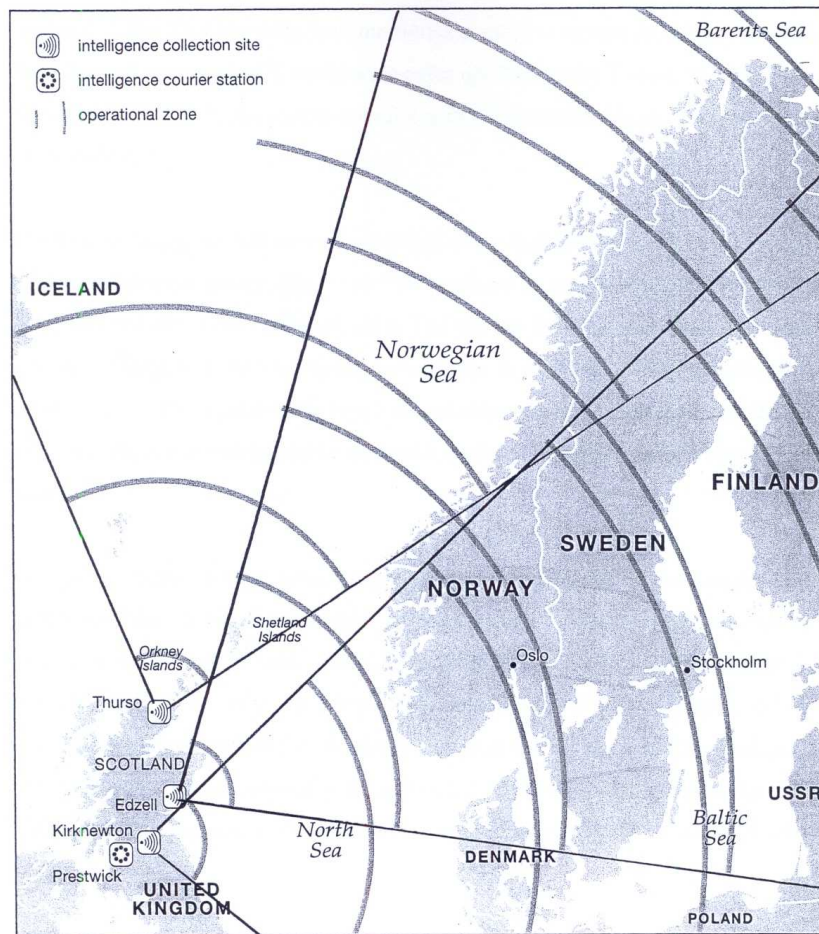 intelligence collection site
intelligence courier station
operational zone
Barents Sea
ICELAND
Norwegian
Sea
FINLAND
SWEDEN
NORWAY
Shetland
Islands
Orkney
Islands
Oslo
Stockholm
Thurso
SCOTLAND
Edzell
USSR
Kirknewton
North
Sea
Baltic
Sea
DENMARK
Prestwick
UNITED
KINGDOM
POLAND